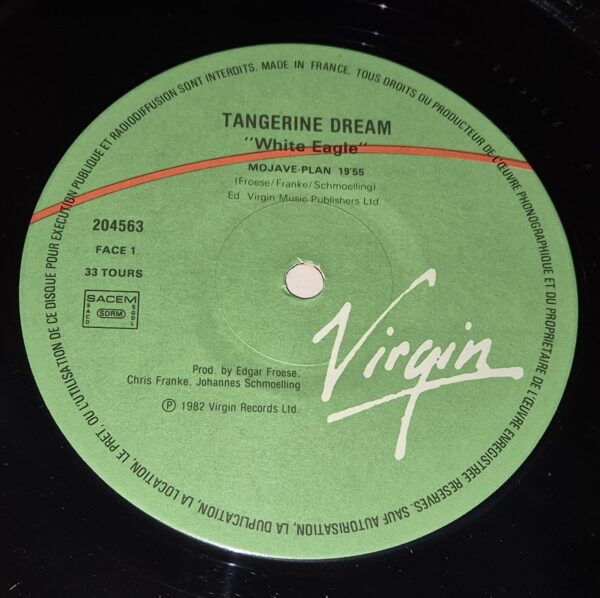 TANGERINE DREAM
"White Eagle"
MOJAVE-PLAN 19'55
(Froese/Franke/Schmoelling)
Ed. Virgin Music Publishers Ltd.
204563
FACE 1
33 TOURS
SACEM
SACD
SDRM
SGDL
Virgin
Prod. by Edgar Froese,
Chris Franke, Johannes Schmoelling
℗ 1982 Virgin Records Ltd.
MADE IN FRANCE. TOUS DROITS DU PRODUCTEUR DE L'ŒUVRE PHONOGRAPHIQUE ET DU PROPRIETAIRE DE L'ŒUVRE ENREGISTREE RESERVES. SAUF AUTORISATION, LA DUPLICATION, LA LOCATION, LE PRET, OU L'UTILISATION DE CE DISQUE POUR EXECUTION PUBLIQUE ET RADIODIFFUSION SONT INTERDITS.